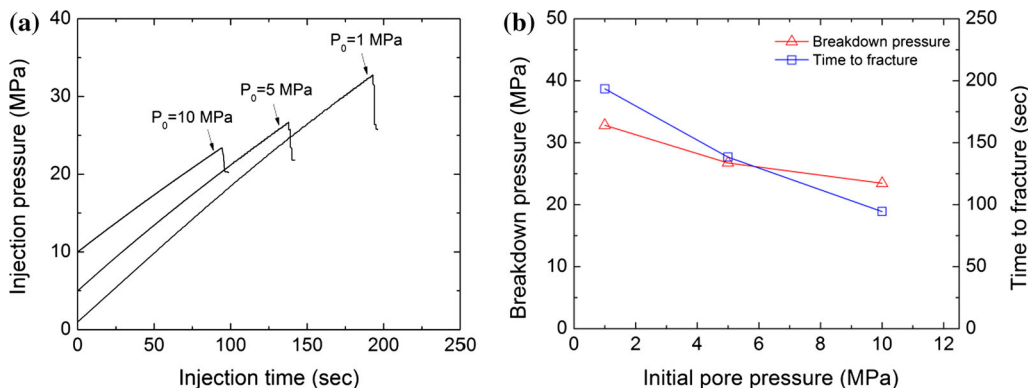 (a)
40
30
20
10
0
Injection pressure (MPa)
P0=1 MPa
P0=5 MPa
P0=10 MPa
0 50 100 150 200 250
Injection time (sec)
(b)
50
40
30
20
10
0
Breakdown pressure (MPa)
Breakdown pressure
Time to fracture
250
200
150
100
50
0
Time to fracture (sec)
0 2 4 6 8 10 12
Initial pore pressure (MPa)